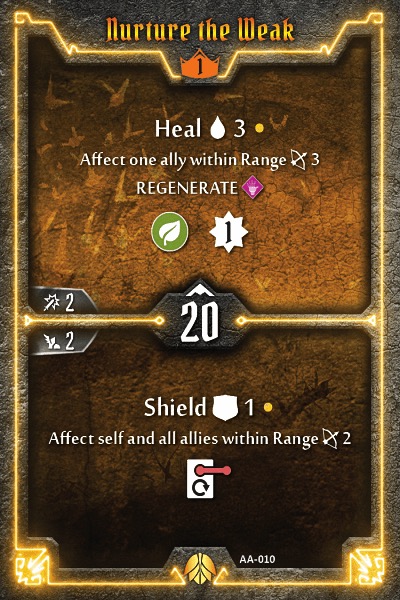 Nurture the Weak
1
Heal 3
Affect one ally within Range 3
REGENERATE
1
2
20
2
Shield 1
Affect self and all allies within Range 2
AA-010